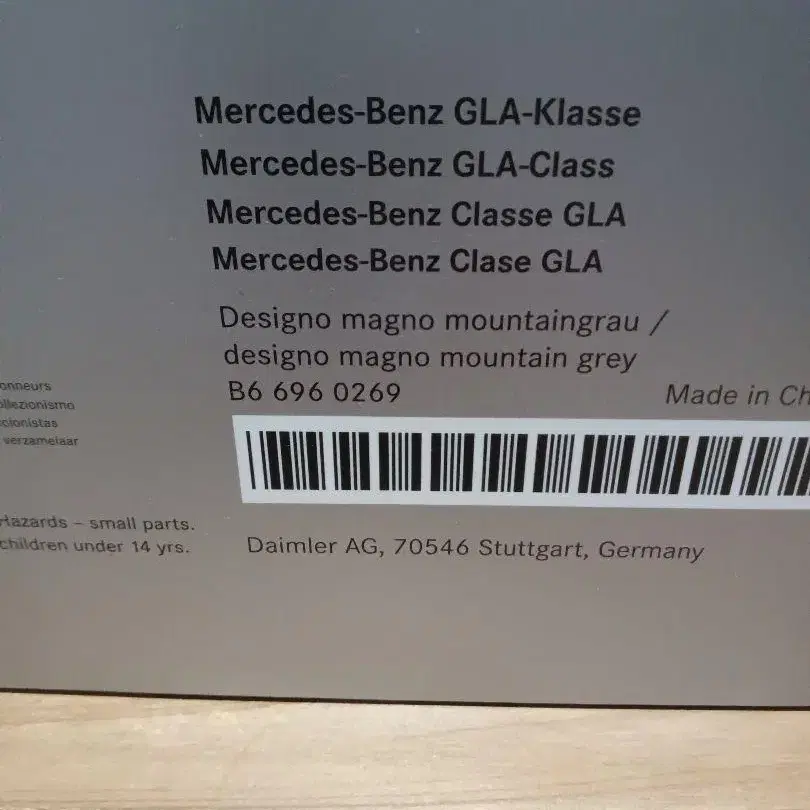 Mercedes-Benz GLA-Klasse
Mercedes-Benz GLA-Class
Mercedes-Benz Classe GLA
Mercedes-Benz Clase GLA
Designo magno mountaingrau /
designo magno mountain grey
B6 696 0269
Made in Ch
onneurs
ollezionismo
cionistas
verzamelaar
Hazards – small parts.
children under 14 yrs.
Daimler AG, 70546 Stuttgart, Germany